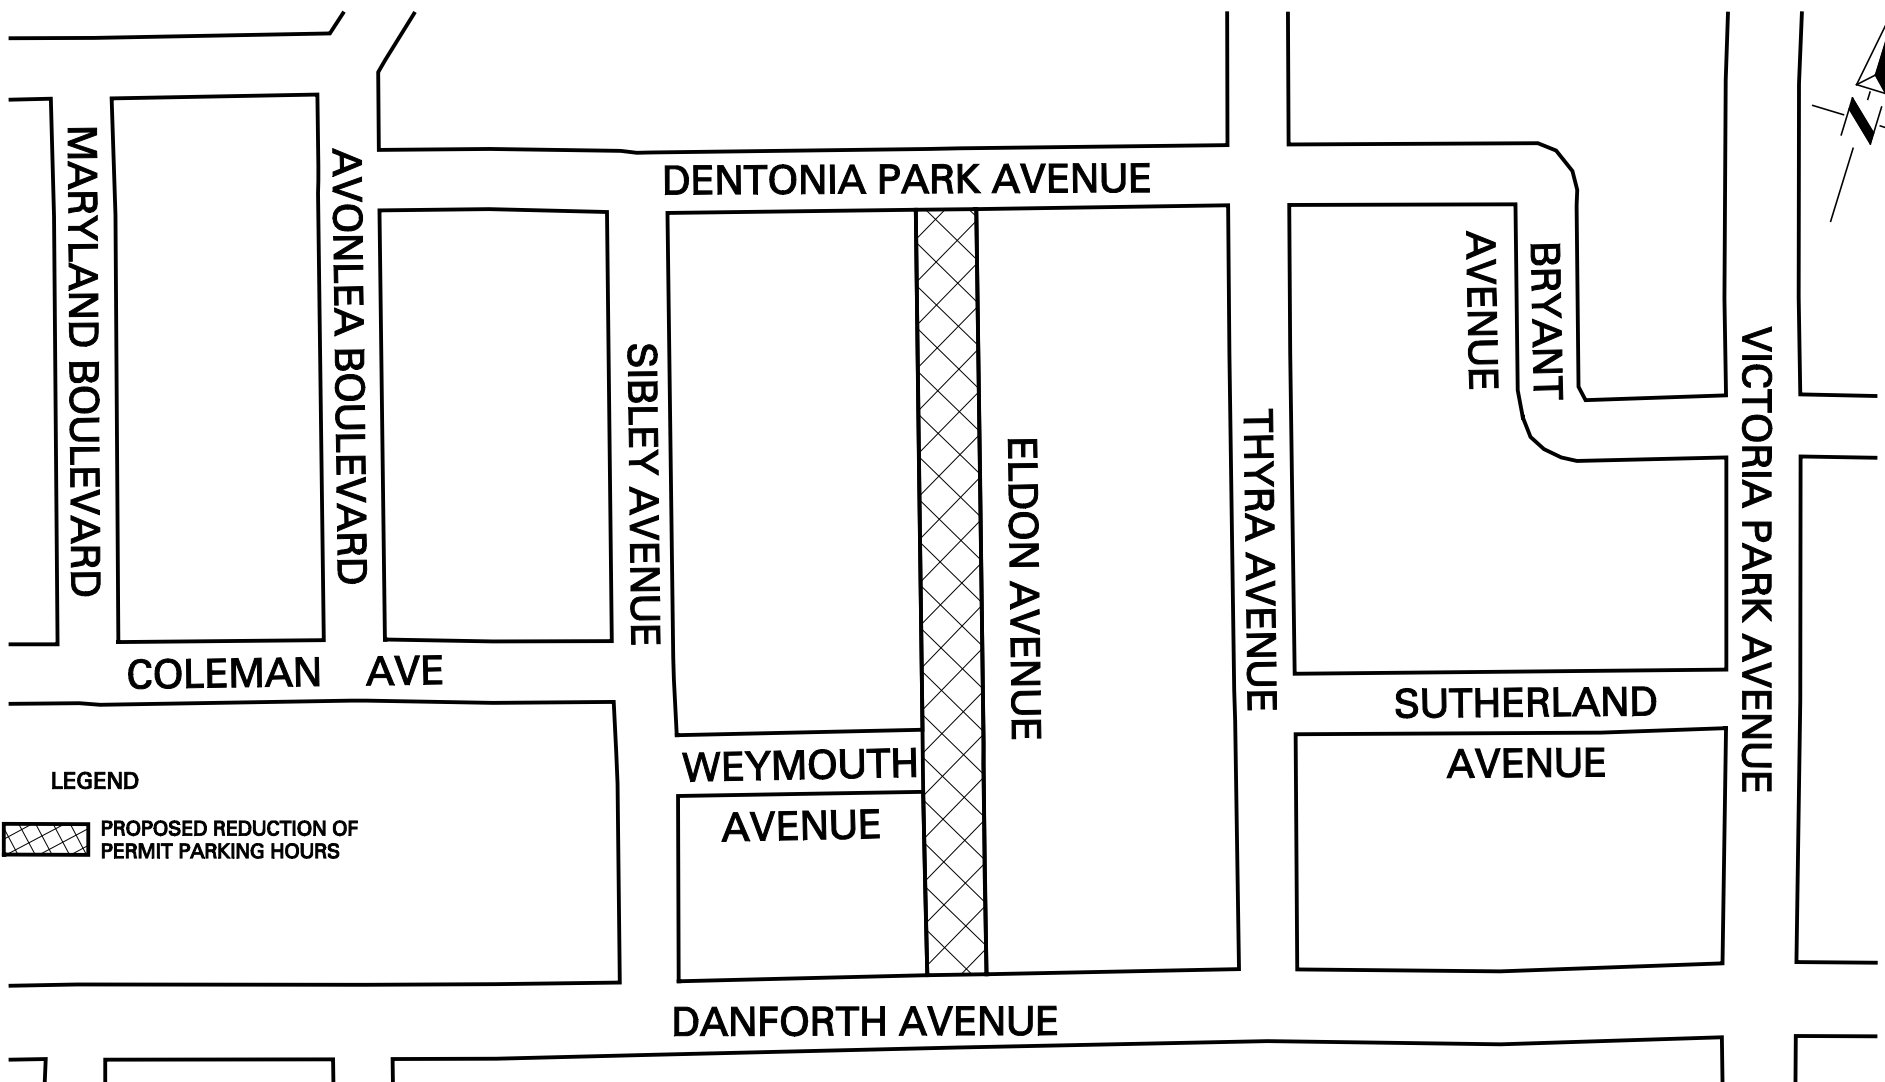 MARYLAND BOULEVARD
AVONLEA BOULEVARD
DENTONIA PARK AVENUE
SIBLEY AVENUE
ELDON AVENUE
THYRA AVENUE
BRYANT
AVENUE
VICTORIA PARK AVENUE
N
COLEMAN AVE
WEYMOUTH
AVENUE
SUTHERLAND
AVENUE
LEGEND
PROPOSED REDUCTION OF
PERMIT PARKING HOURS
DANFORTH AVENUE